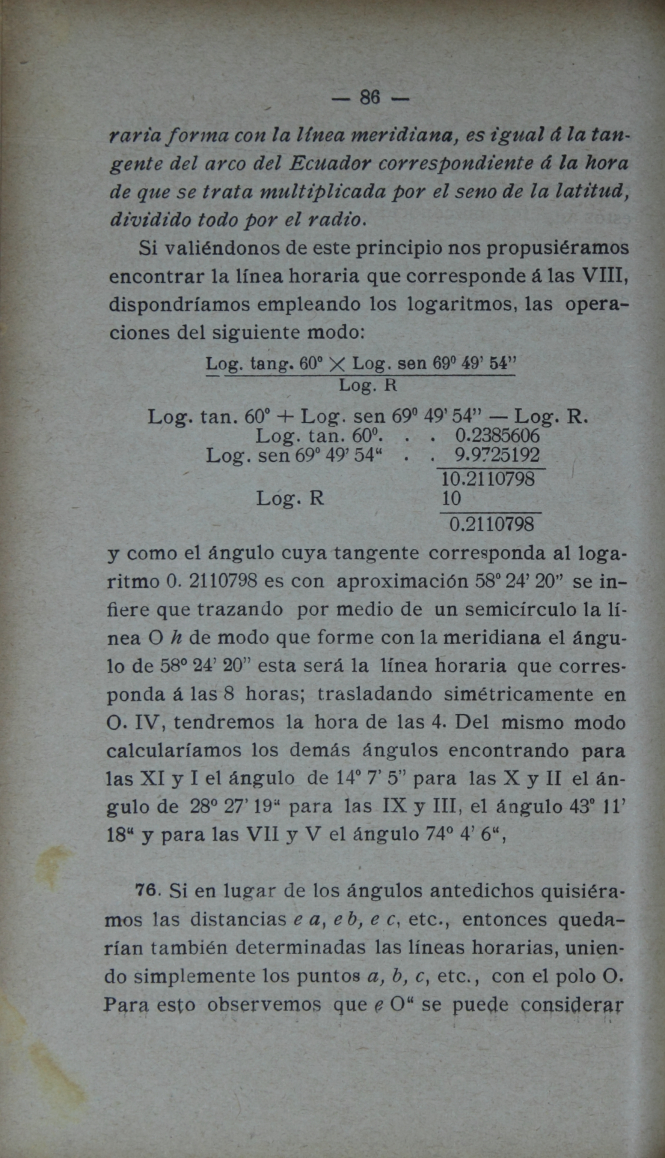 — 86 —
raria forma con la línea meridiana, es igual á la tan-
gente del arco del Ecuador correspondiente á la hora
de que se trata multiplicada por el seno de la latitud,
dividido todo por el radio.
Si valiéndonos de este principio nos propusiéramos
encontrar la línea horaria que corresponde á las VIII,
dispondríamos empleando los logaritmos, las opera-
ciones del siguiente modo:
Log. tang. 60° × Log. sen 69° 49’ 54”
Log. R
Log. tan. 60° + Log. sen 69° 49’ 54” — Log. R.
Log. tan. 60°. . . 0.2385606
Log. sen 69° 49’ 54“ . . 9.9725192
10.2110798
Log. R 10
0.2110798
y como el ángulo cuya tangente corresponda al loga-
ritmo 0. 2110798 es con aproximación 58° 24’ 20” se in-
fiere que trazando por medio de un semicírculo la lí-
nea O h de modo que forme con la meridiana el ángu-
lo de 58° 24’ 20” esta será la línea horaria que corres-
ponda á las 8 horas; trasladando simétricamente en
O. IV, tendremos la hora de las 4. Del mismo modo
calcularíamos los demás ángulos encontrando para
las XI y I el ángulo de 14° 7’ 5” para las X y II el án-
gulo de 28° 27’ 19“ para las IX y III, el ángulo 43° 11’
18“ y para las VII y V el ángulo 74° 4’ 6“,
76. Si en lugar de los ángulos antedichos quisiéra-
mos las distancias e a, e b, e c, etc., entonces queda-
rían también determinadas las líneas horarias, unien-
do simplemente los puntos a, b, c, etc., con el polo O.
Para esto observemos que e O“ se puede considerar